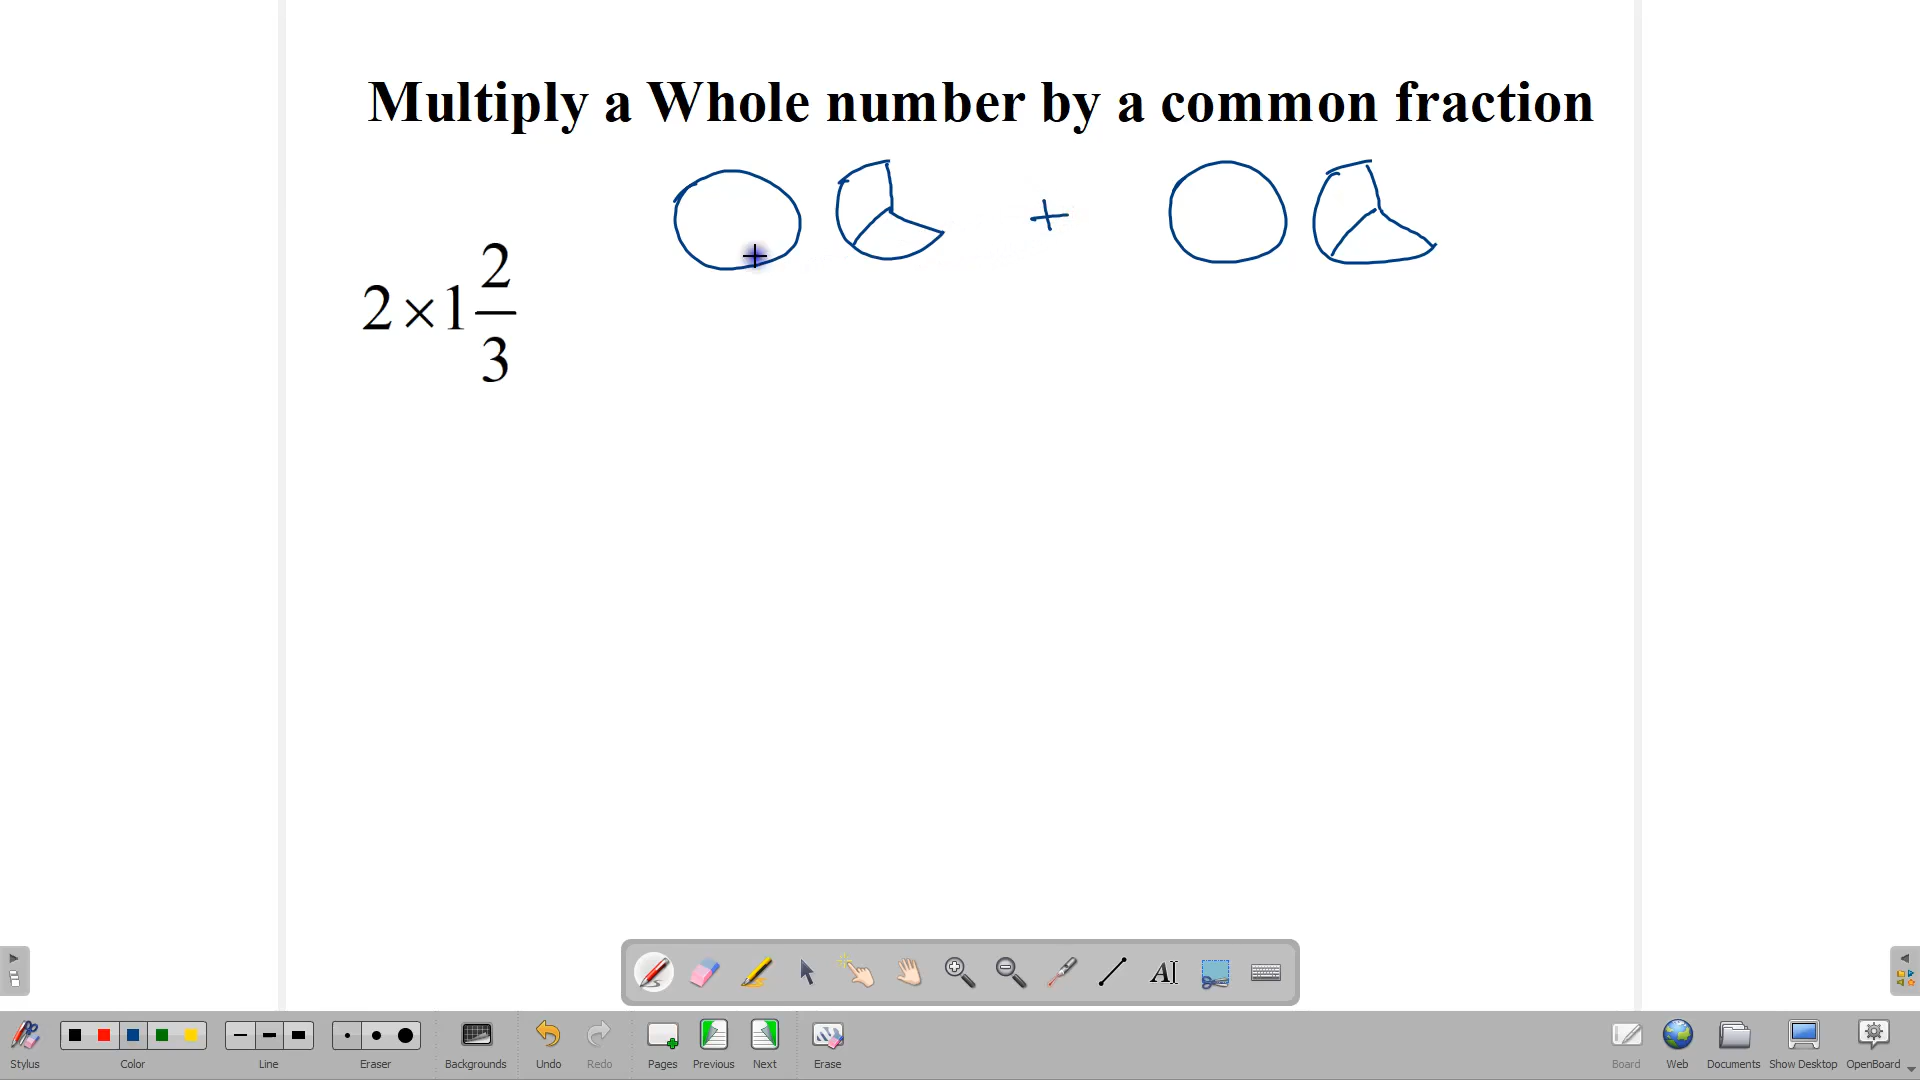 Multiply a Whole number by a common fraction
+
2×1 2/3
A
Stylus
Color
Line
Eraser
Backgrounds
Undo
Redo
Pages
Previous
Next
Erase
Board
Web
Documents
Show Desktop
OpenBoard